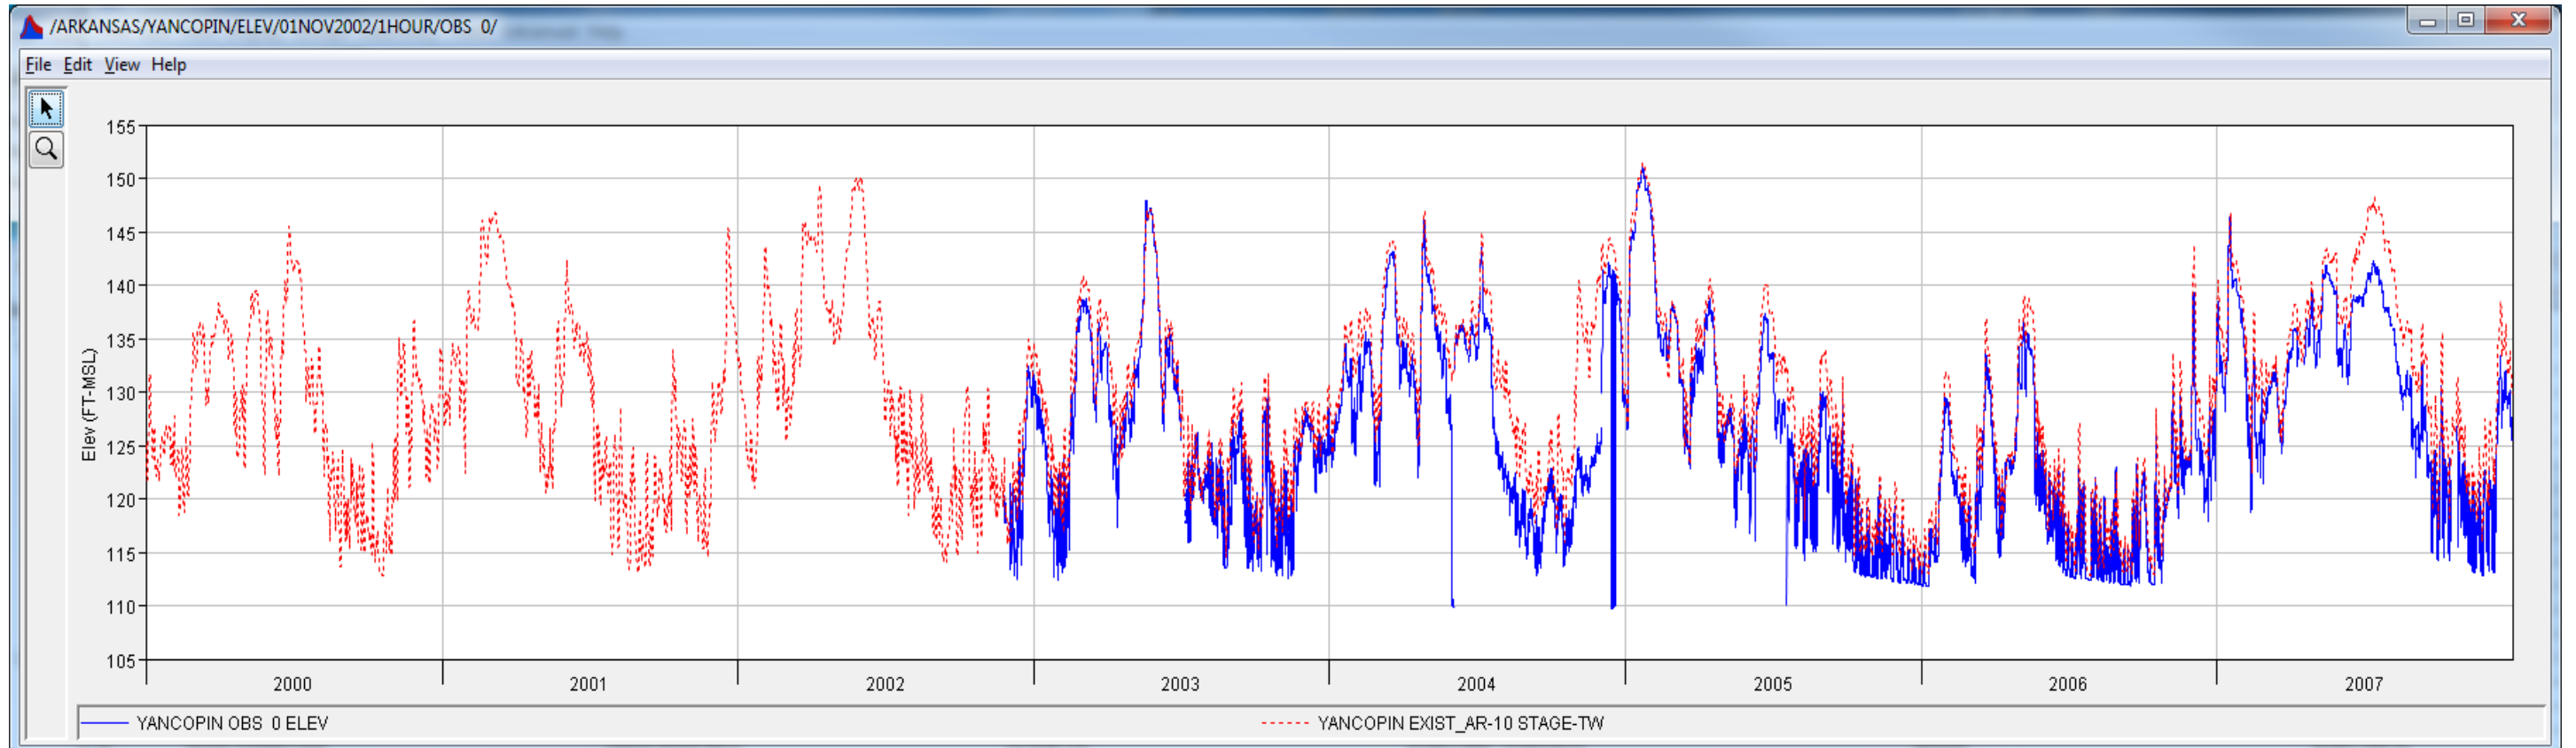 /ARKANSAS/YANCOPIN/ELEV/01NOV2002/1HOUR/OBS 0/
File Edit View Help
155
150
145
140
135
130
125
120
115
110
105
Elev (FT-MSL)
2000 2001 2002 2003 2004 2005 2006 2007
YANCOPIN OBS 0 ELEV YANCOPIN EXIST_AR-10 STAGE-TW